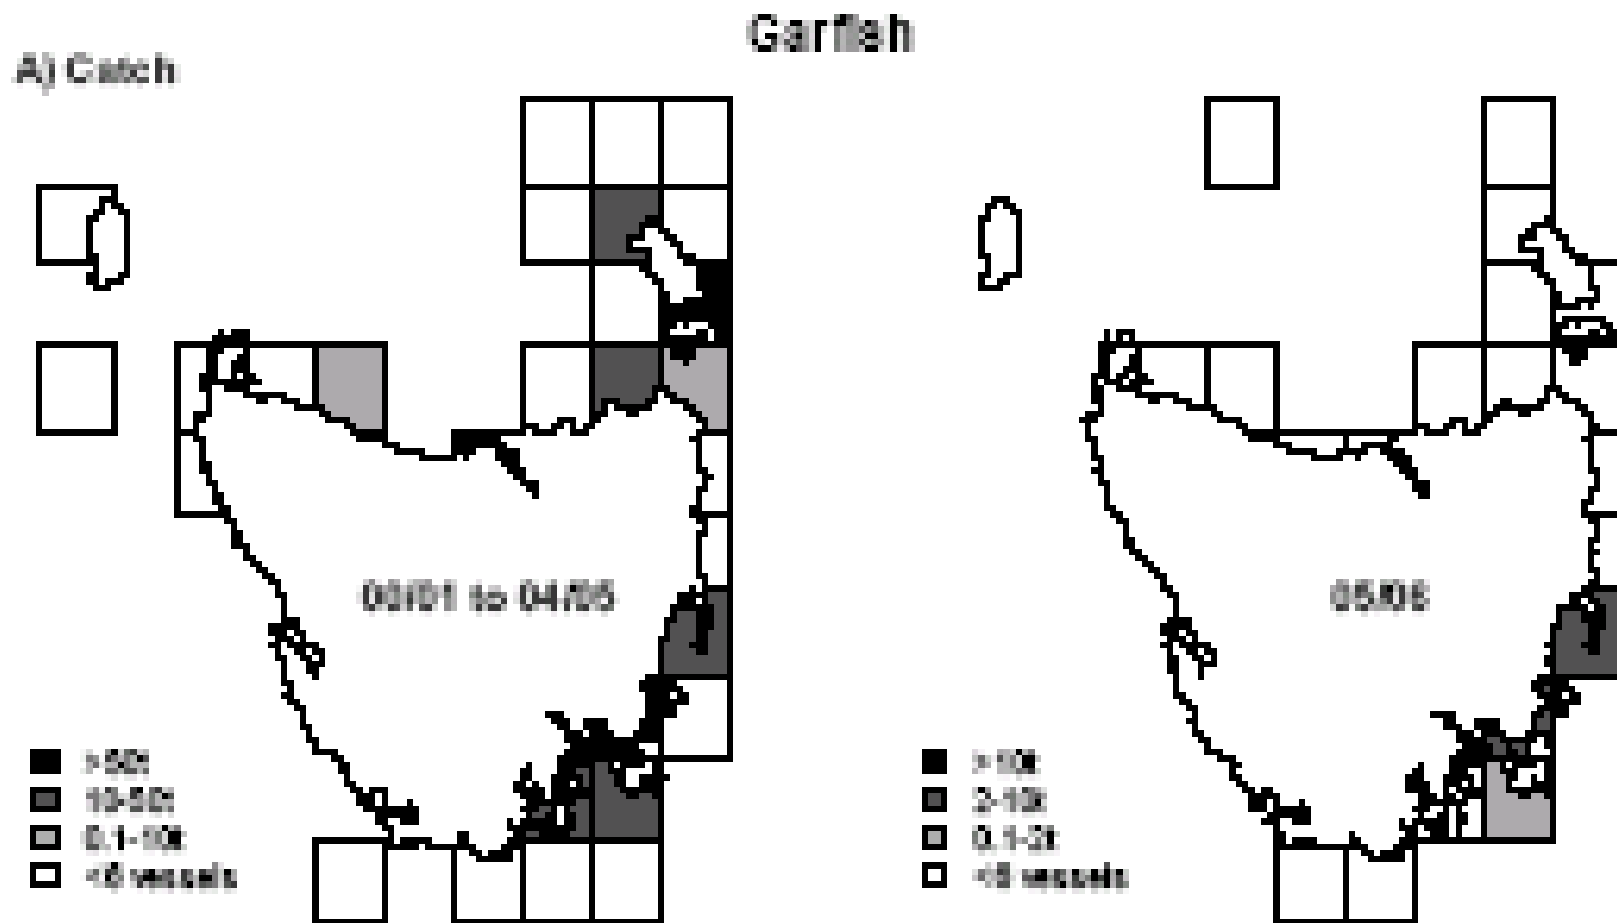 Garfish
A) Catch
00/01 to 04/05
05/06
>50t
10-50t
0.1-10t
<5 vessels
>10t
2-10t
0.1-2t
<5 vessels